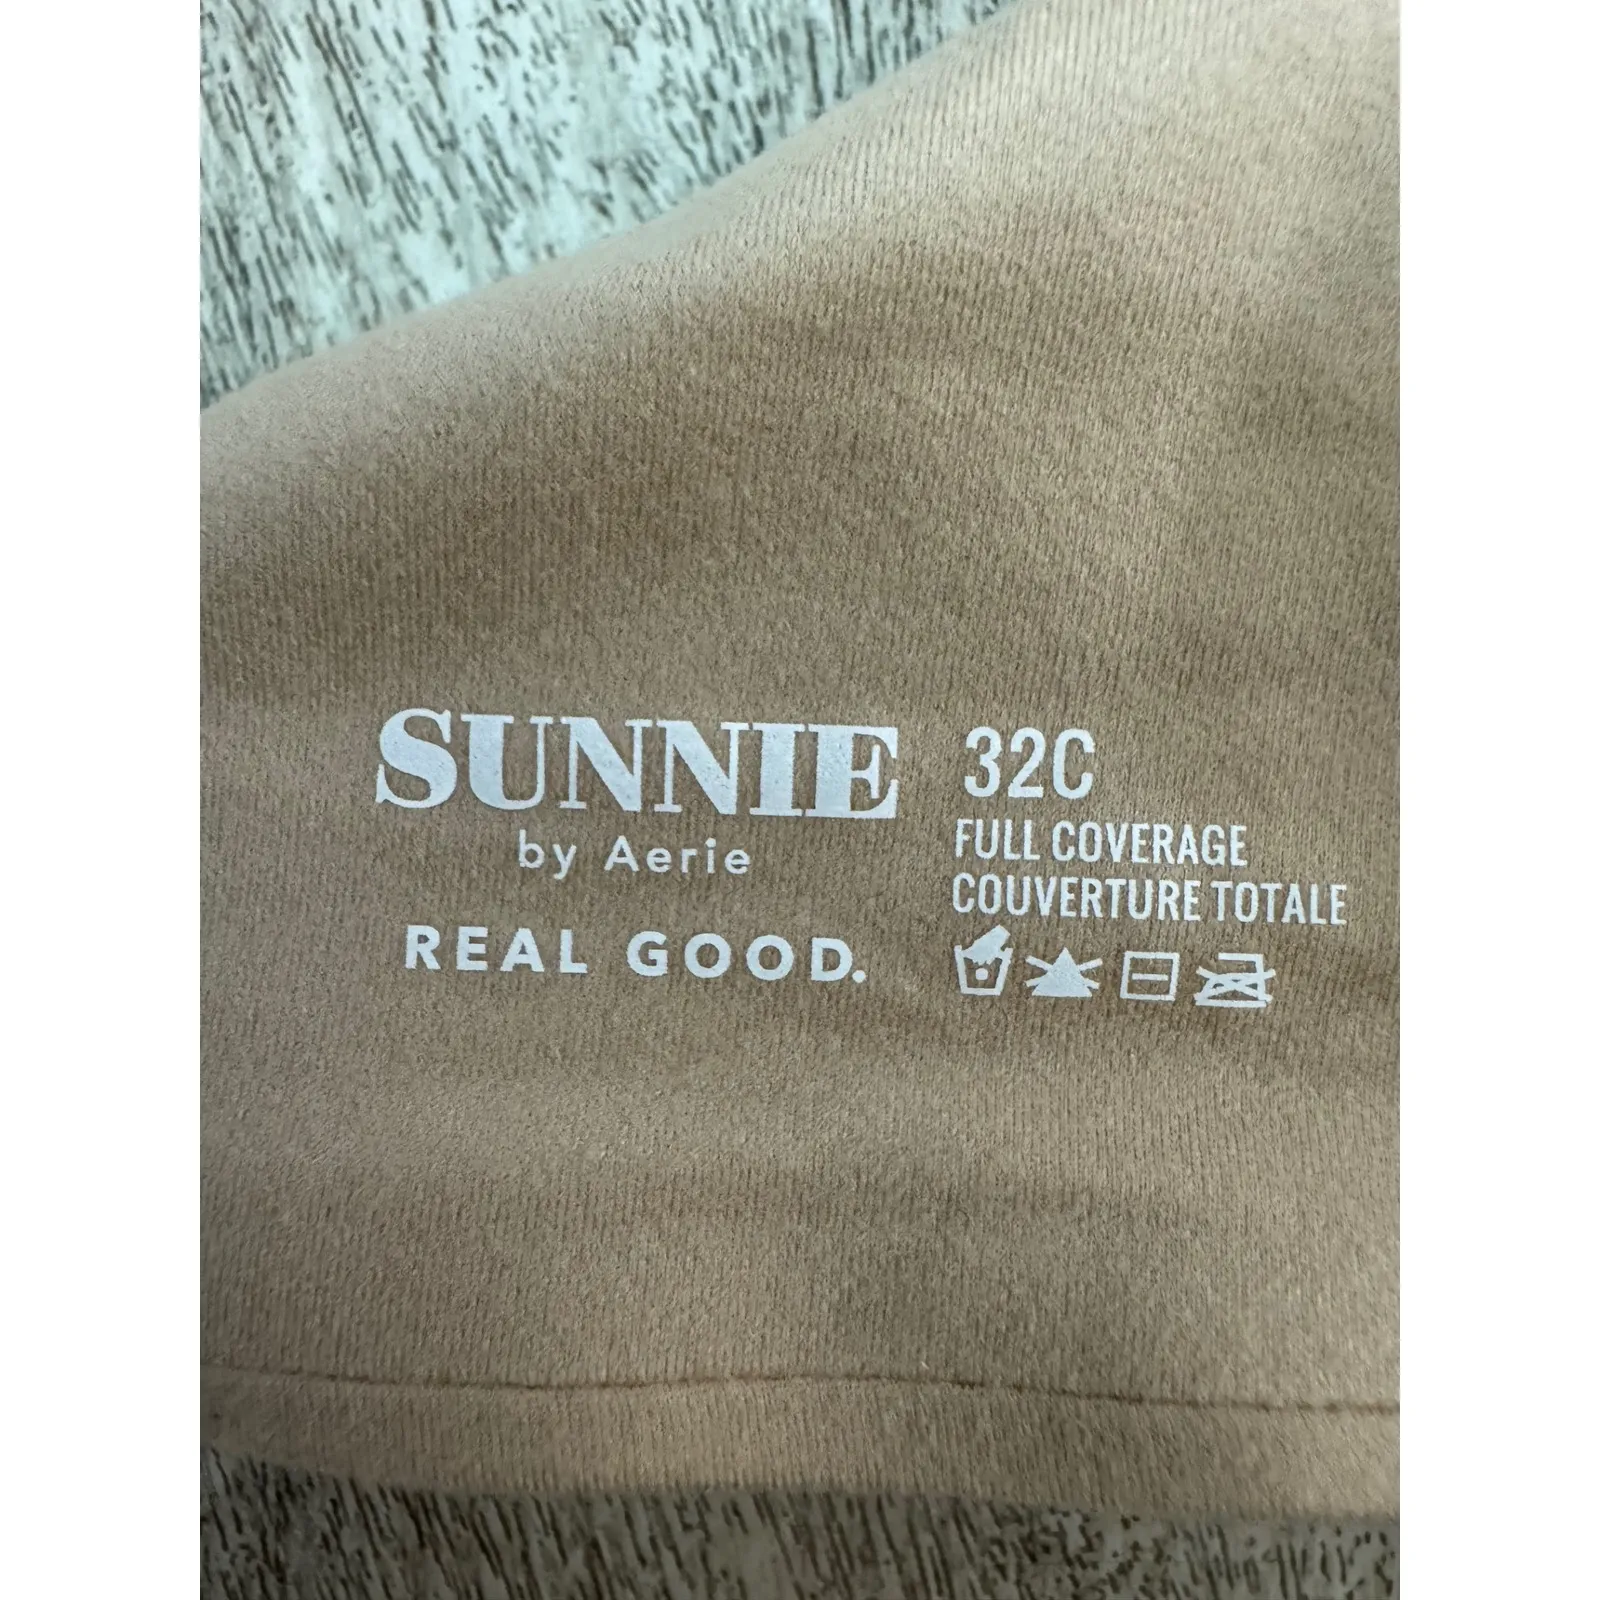 SUNNIE
by Aerie
REAL GOOD.
32C
FULL COVERAGE
COUVERTURE TOTALE